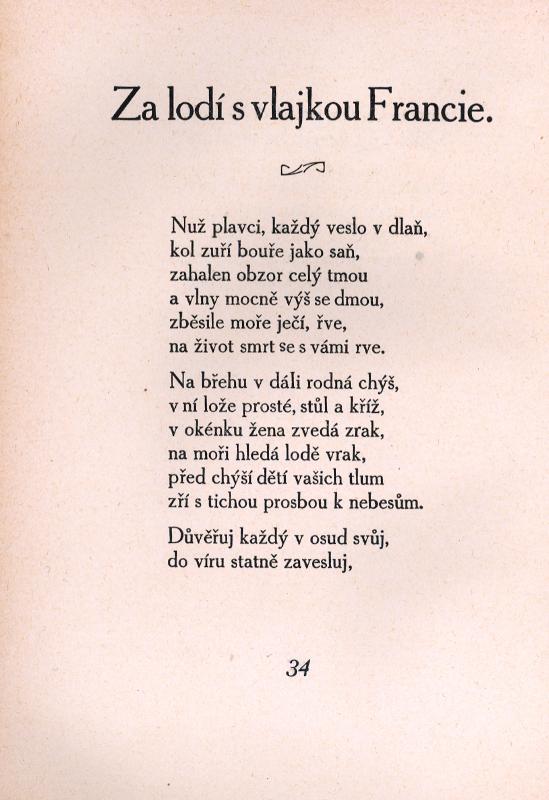 Za lodí s vlajkou Francie.
Nuž plavci, každý veslo v dlaň,
kol zuří bouře jako saň,
zahalen obzor celý tmou
a vlny mocně výš se dmou,
zběsile moře ječí, řve,
na život smrt se s vámi rve.
Na břehu v dáli rodná chýš,
v ní lože prosté, stůl a kříž,
v okénku žena zvedá zrak,
na moři hledá lodě vrak,
před chýší dětí vašich tlum
zří s tichou prosbou k nebesům.
Důvěřuj každý v osud svůj,
do víru statně zavesluj,
34